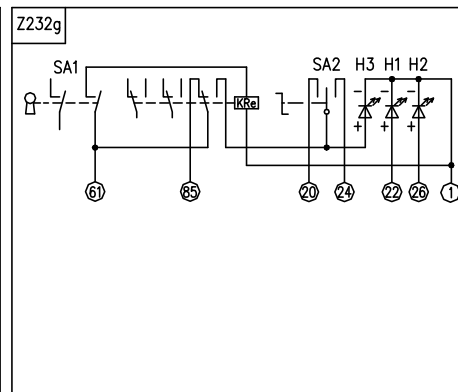 Z232g
SA1
SA2 H3 H1 H2
KRe
- - -
+ + +
61 85 20 24 22 26 1